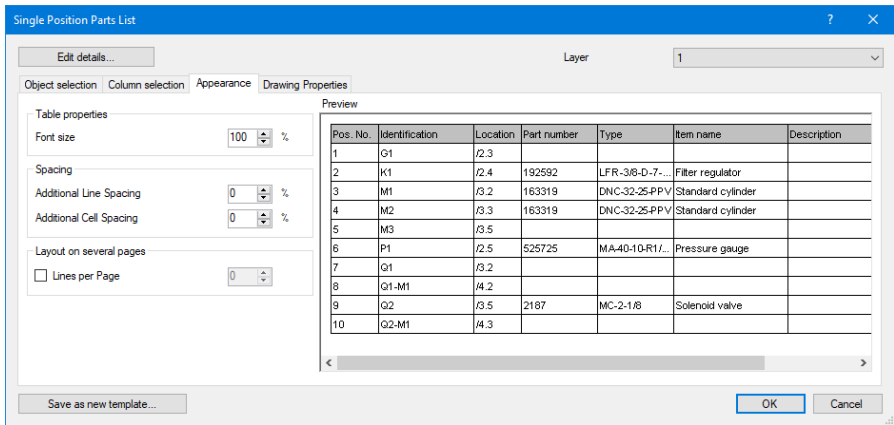 Single Position Parts List ? ×
Edit details... Layer 1
Object selection Column selection Appearance Drawing Properties
Table properties
Font size 100 %
Spacing
Additional Line Spacing 0 %
Additional Cell Spacing 0 %
Layout on several pages
Lines per Page 0
Preview
Pos. No. Identification Location Part number Type Item name Description
1 G1 /2.3
2 K1 /2.4 192592 LFR-3/8-D-7-... Filter regulator
3 M1 /3.2 163319 DNC-32-25-PPV Standard cylinder
4 M2 /3.3 163319 DNC-32-25-PPV Standard cylinder
5 M3 /3.5
6 P1 /2.5 525725 MA-40-10-R1/... Pressure gauge
7 Q1 /3.2
8 Q1-M1 /4.2
9 Q2 /3.5 2187 MC-2-1/8 Solenoid valve
10 Q2-M1 /4.3
Save as new template... OK Cancel